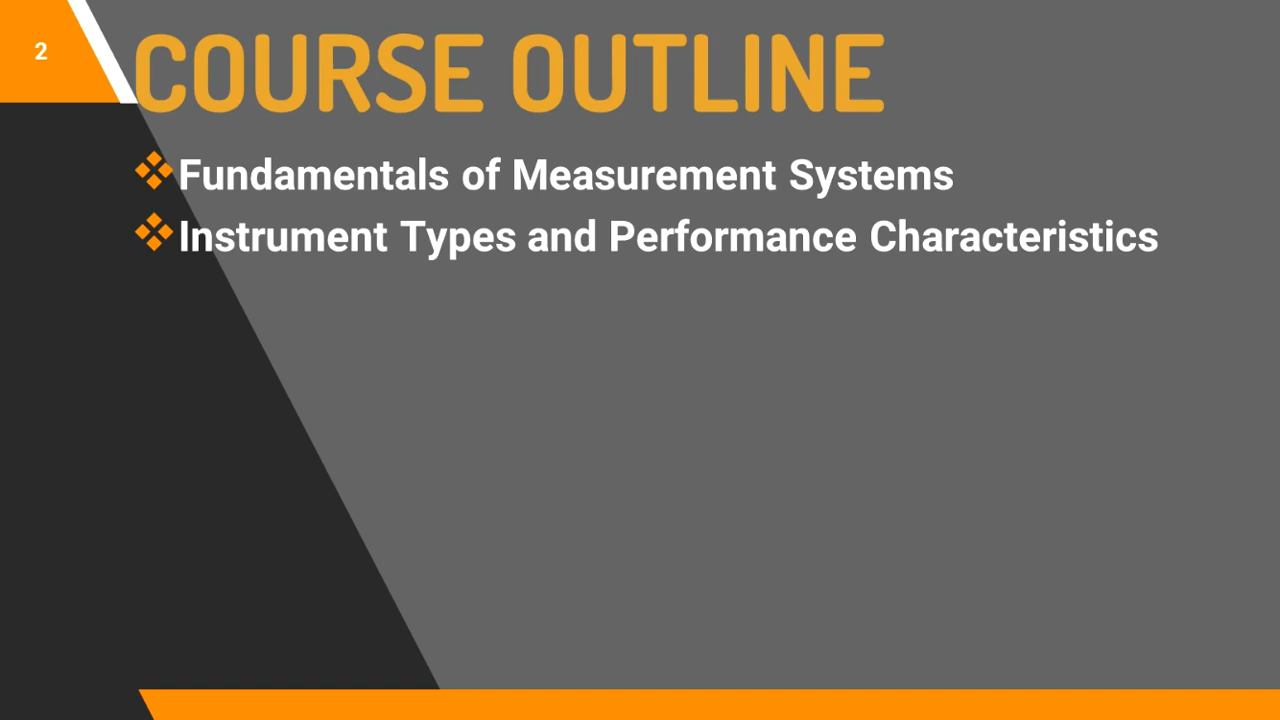 2
COURSE OUTLINE
❖Fundamentals of Measurement Systems
❖Instrument Types and Performance Characteristics